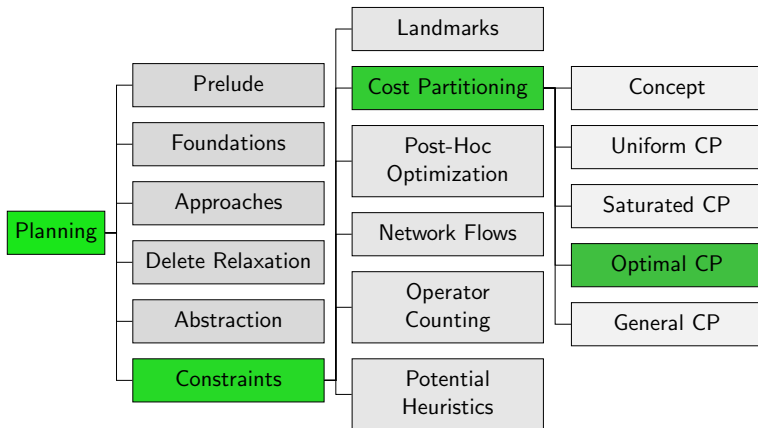 Planning
Prelude
Foundations
Approaches
Delete Relaxation
Abstraction
Constraints
Landmarks
Cost Partitioning
Post-Hoc
Optimization
Network Flows
Operator
Counting
Potential
Heuristics
Concept
Uniform CP
Saturated CP
Optimal CP
General CP